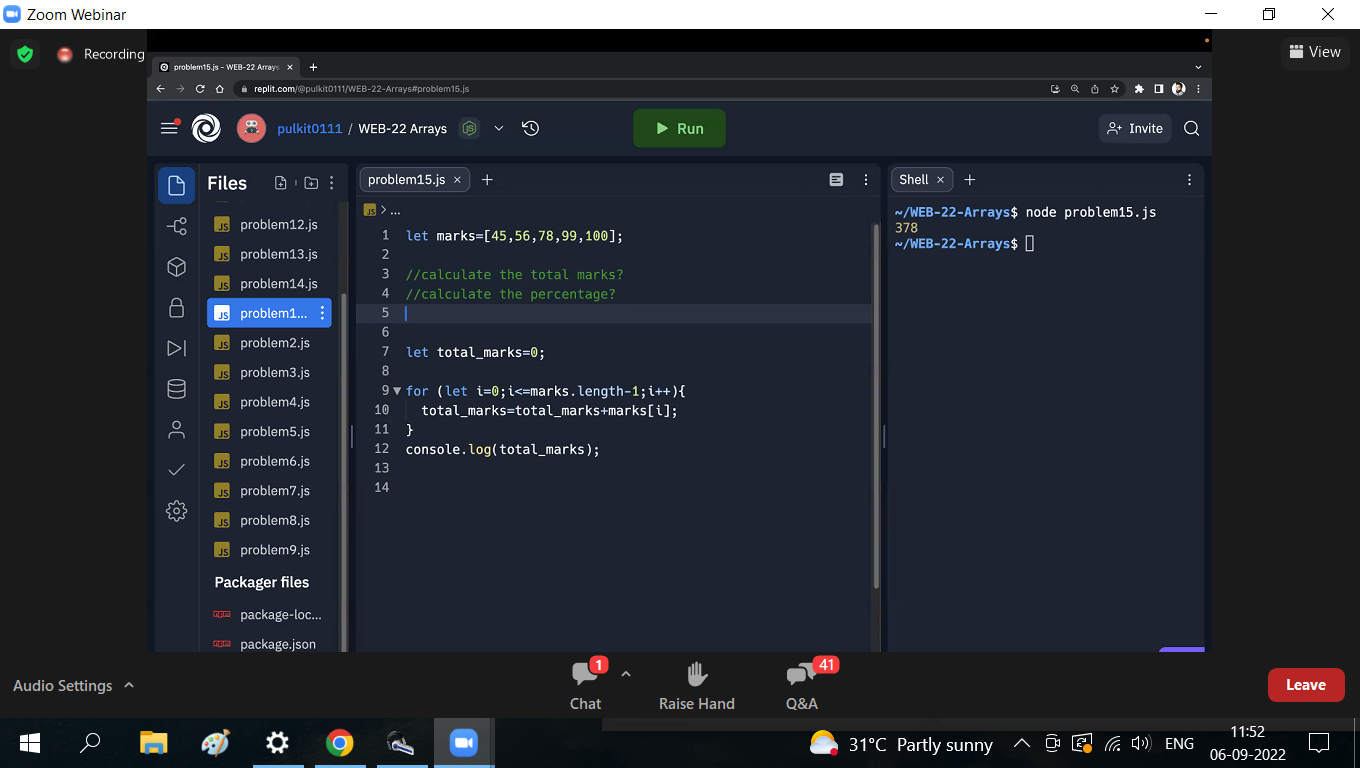 Zoom Webinar
Recording
View
problem15.js - WEB-22 Arrays
replit.com/@pulkit0111/WEB-22-Arrays#problem15.js
pulkit0111 / WEB-22 Arrays
Run
Invite
Files
problem12.js
problem13.js
problem14.js
problem1...
problem2.js
problem3.js
problem4.js
problem5.js
problem6.js
problem7.js
problem8.js
problem9.js
Packager files
package-loc...
package.json
problem15.js
JS > ...
1 let marks=[45,56,78,99,100];
2
3 //calculate the total marks?
4 //calculate the percentage?
5
6
7 let total_marks=0;
8
9 for (let i=0;i<=marks.length-1;i++){
10 total_marks=total_marks+marks[i];
11 }
12 console.log(total_marks);
13
14
Shell
~/WEB-22-Arrays$ node problem15.js
378
~/WEB-22-Arrays$
Audio Settings
1
Chat
Raise Hand
41
Q&A
Leave
31°C Partly sunny
ENG
11:52
06-09-2022